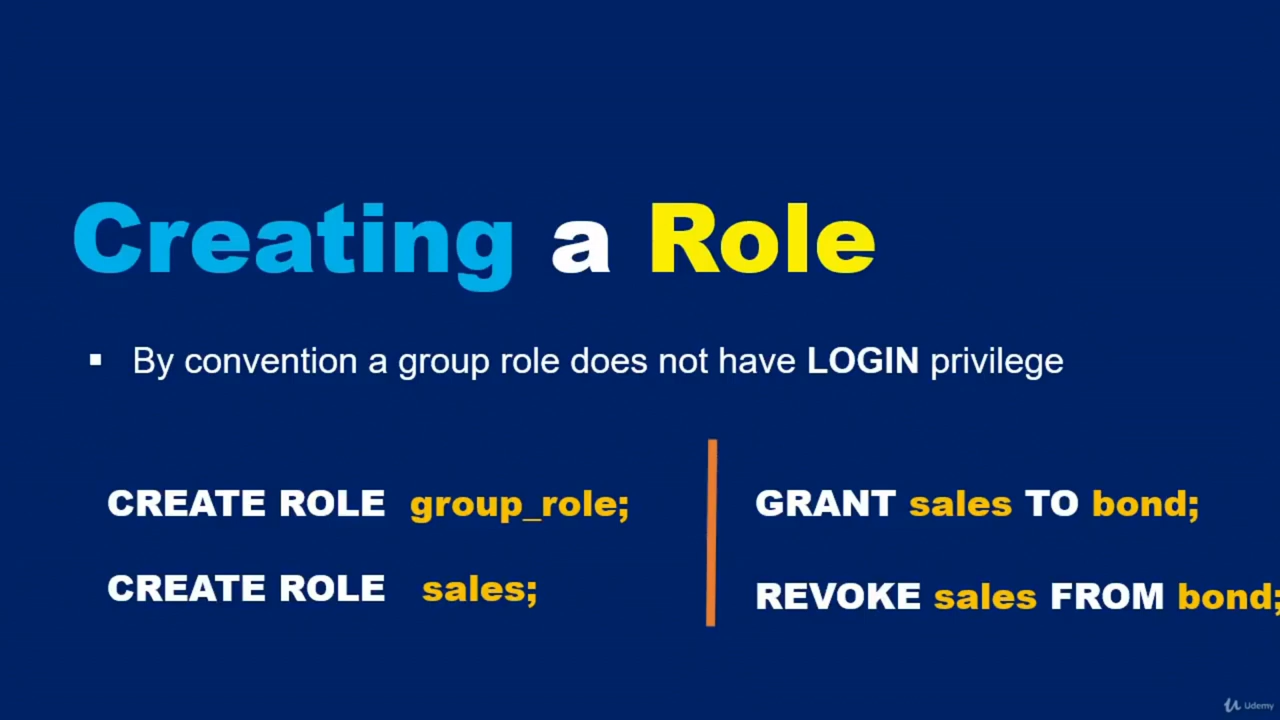 Creating a Role
▪ By convention a group role does not have LOGIN privilege
CREATE ROLE group_role;
CREATE ROLE sales;
GRANT sales TO bond;
REVOKE sales FROM bond;
Udemy